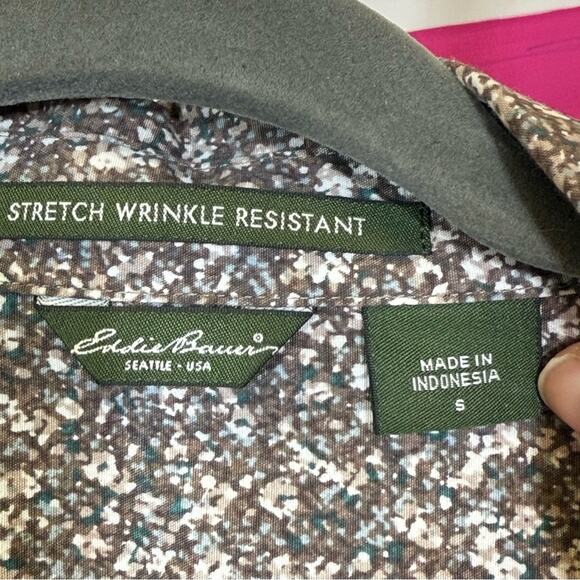 STRETCH WRINKLE RESISTANT
Eddie Bauer®
SEATTLE - USA
MADE IN
INDONESIA
S